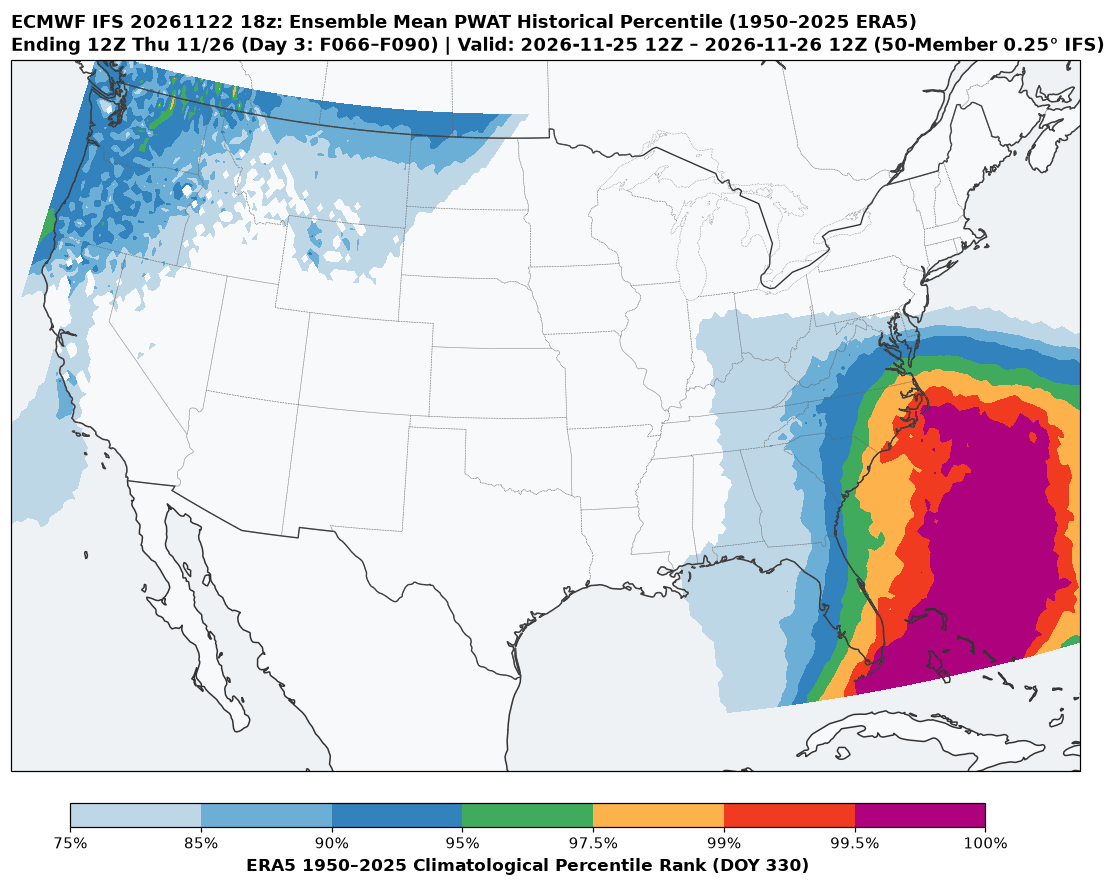 ECMWF IFS 20261122 18z: Ensemble Mean PWAT Historical Percentile (1950–2025 ERA5)
Ending 12Z Thu 11/26 (Day 3: F066–F090) | Valid: 2026-11-25 12Z – 2026-11-26 12Z (50-Member 0.25° IFS)
75% 85% 90% 95% 97.5% 99% 99.5% 100%
ERA5 1950–2025 Climatological Percentile Rank (DOY 330)